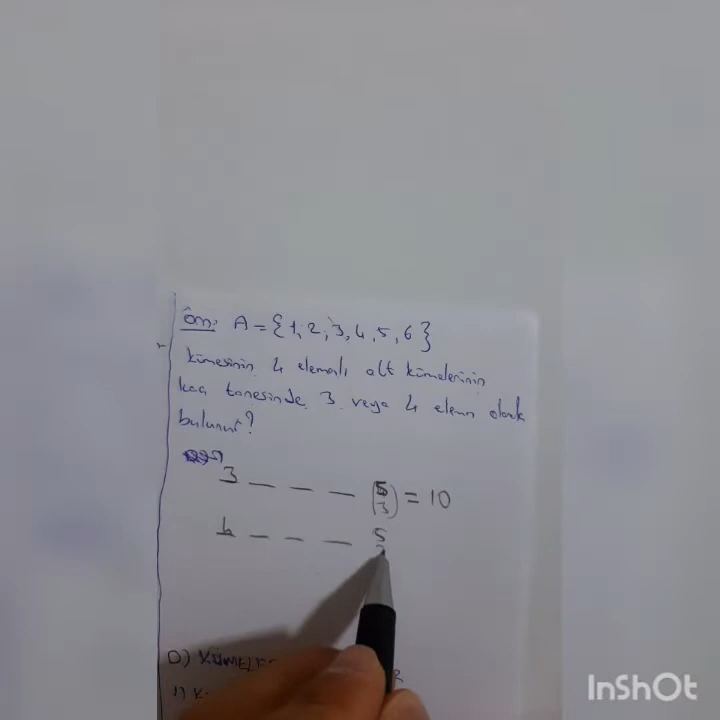 Örn: A = {1, 2, 3, 4, 5, 6}
kümesinin 4 elemanlı alt kümelerinin
kaç tanesinde 3 veya 4 eleman olarak
bulunur?
3 _ _ _ (5 3) = 10
4 _ _ _ 5
InShOt